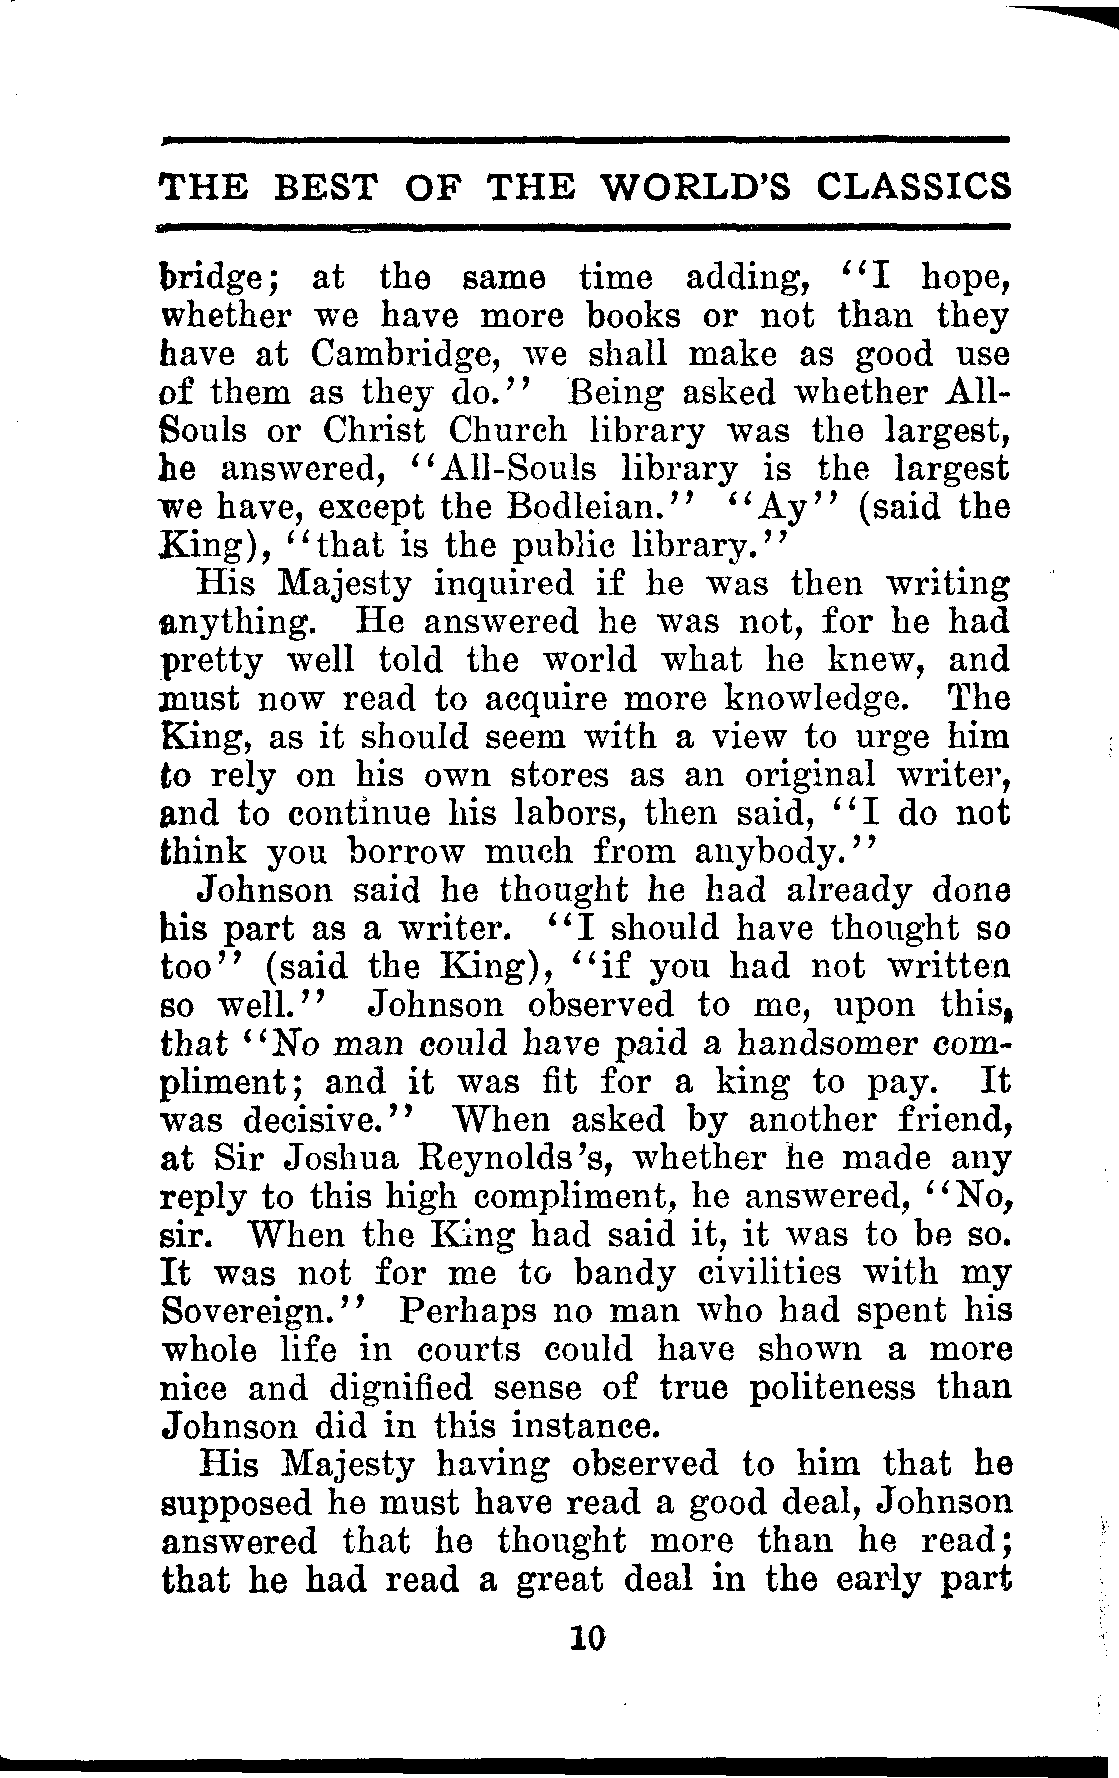 THE BEST OF THE WORLD'S CLASSICS
bridge; at the same time adding, "I hope,
whether we have more books or not than they
have at Cambridge, we shall make as good use
of them as they do." Being asked whether All-
Souls or Christ Church library was the largest,
he answered, "All-Souls library is the largest
we have, except the Bodleian." "Ay" (said the
King), "that is the public library."
His Majesty inquired if he was then writing
anything. He answered he was not, for he had
pretty well told the world what he knew, and
must now read to acquire more knowledge. The
King, as it should seem with a view to urge him
to rely on his own stores as an original writer,
and to continue his labors, then said, "I do not
think you borrow much from anybody."
Johnson said he thought he had already done
his part as a writer. "I should have thought so
too" (said the King), "if you had not written
so well." Johnson observed to me, upon this,
that "No man could have paid a handsomer com-
pliment; and it was fit for a king to pay. It
was decisive." When asked by another friend,
at Sir Joshua Reynolds's, whether he made any
reply to this high compliment, he answered, "No,
sir. When the King had said it, it was to be so.
It was not for me to bandy civilities with my
Sovereign." Perhaps no man who had spent his
whole life in courts could have shown a more
nice and dignified sense of true politeness than
Johnson did in this instance.
His Majesty having observed to him that he
supposed he must have read a good deal, Johnson
answered that he thought more than he read;
that he had read a great deal in the early part
10